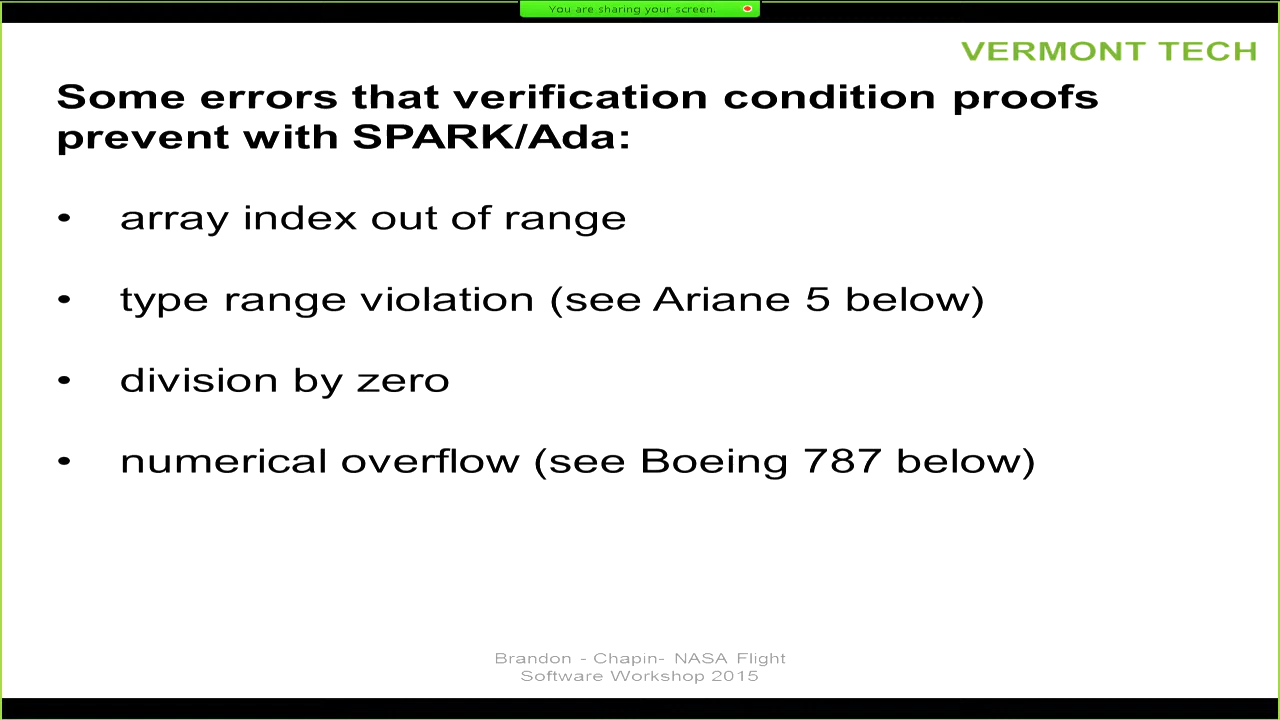 You are sharing your screen.
VERMONT TECH
Some errors that verification condition proofs
prevent with SPARK/Ada:
• array index out of range
• type range violation (see Ariane 5 below)
• division by zero
• numerical overflow (see Boeing 787 below)
Brandon - Chapin- NASA Flight
Software Workshop 2015